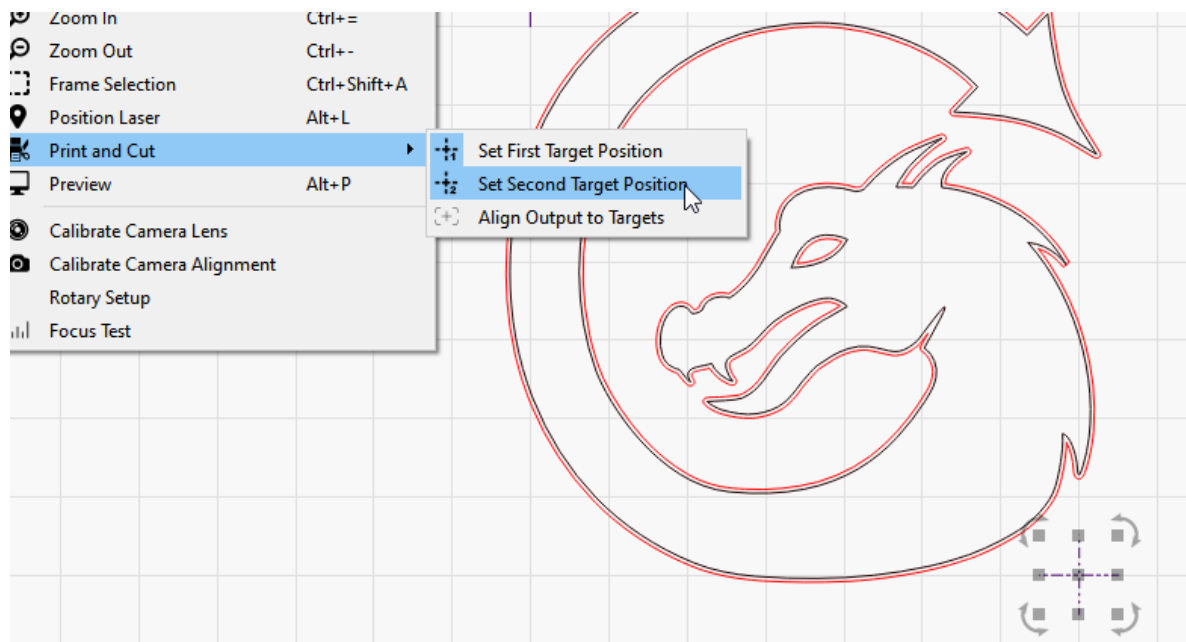 Zoom In Ctrl+=
Zoom Out Ctrl+-
Frame Selection Ctrl+Shift+A
Position Laser Alt+L
Print and Cut
Preview Alt+P
Calibrate Camera Lens
Calibrate Camera Alignment
Rotary Setup
Focus Test
1 Set First Target Position
2 Set Second Target Position
Align Output to Targets